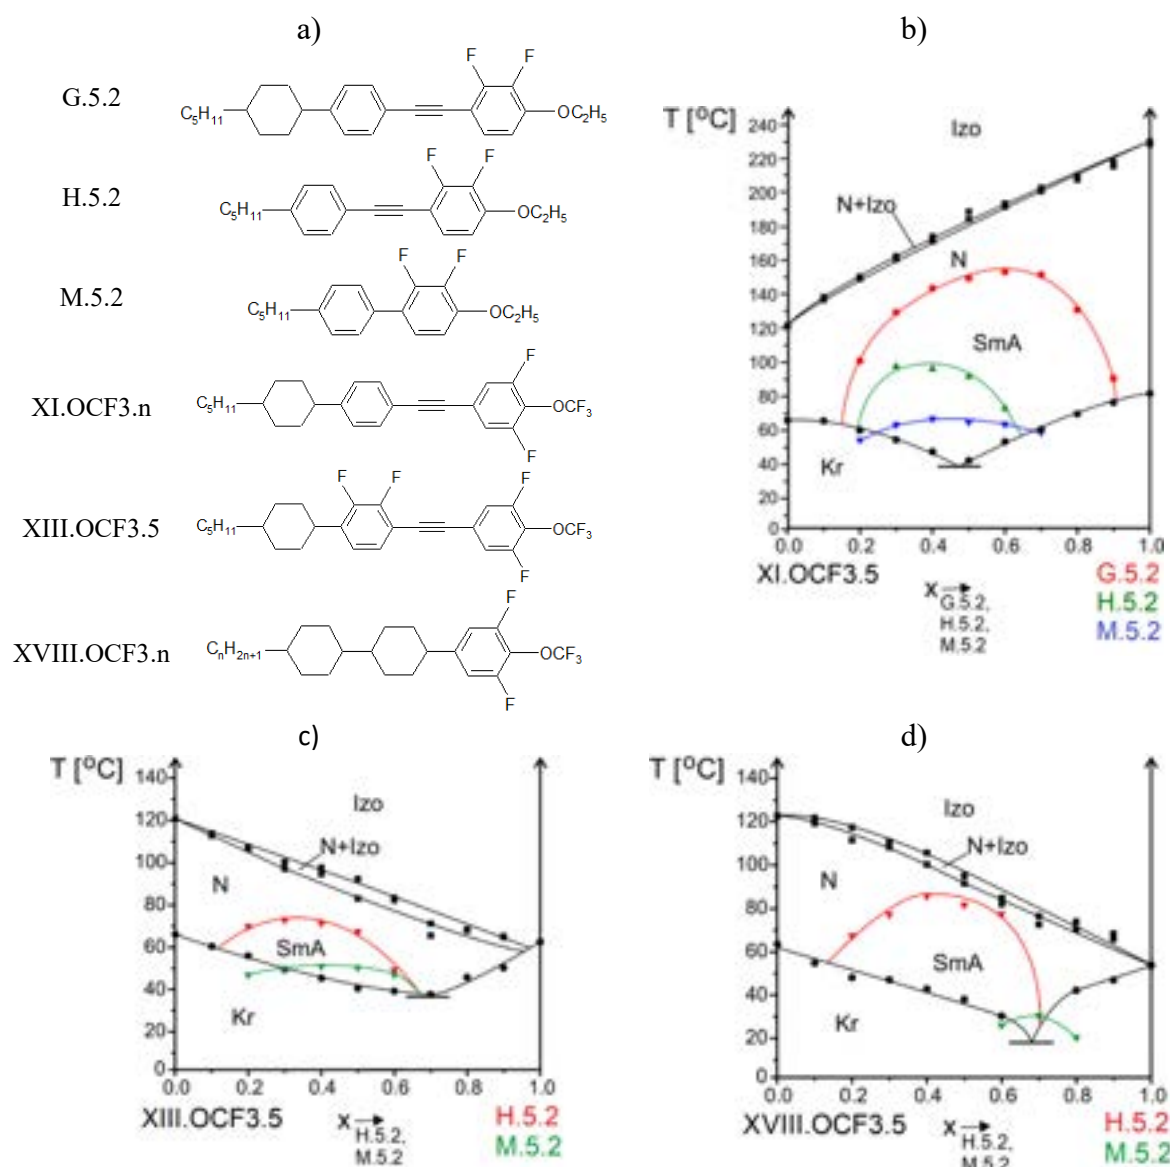 a)
G.5.2
C5H11
F
F
OC2H5
H.5.2
C5H11
F
F
OC2H5
M.5.2
C5H11
F
F
OC2H5
XI.OCF3.n
C5H11
F
OCF3
F
XIII.OCF3.5
C5H11
F
F
F
OCF3
F
XVIII.OCF3.n
CnH2n+1
F
OCF3
F
b)
T [ºC]
240
220
200
180
160
140
120
100
80
60
40
20
0
Izo
N+Izo
N
SmA
Kr
0.0 0.2 0.4 0.6 0.8 1.0
XI.OCF3.5
x
G.5.2,
H.5.2,
M.5.2
G.5.2
H.5.2
M.5.2
c)
T [ºC]
140
120
100
80
60
40
20
0
Izo
N+Izo
N
SmA
Kr
0.0 0.2 0.4 0.6 0.8 1.0
XIII.OCF3.5
x
H.5.2,
M.5.2
H.5.2
M.5.2
d)
T [ºC]
140
120
100
80
60
40
20
0
Izo
N+Izo
N
SmA
Kr
0.0 0.2 0.4 0.6 0.8 1.0
XVIII.OCF3.5
x
H.5.2,
M.5.2
H.5.2
M.5.2